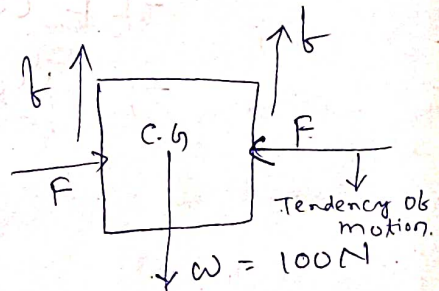 f
f
C.G
F
F
Tendency of
motion.
W = 100N